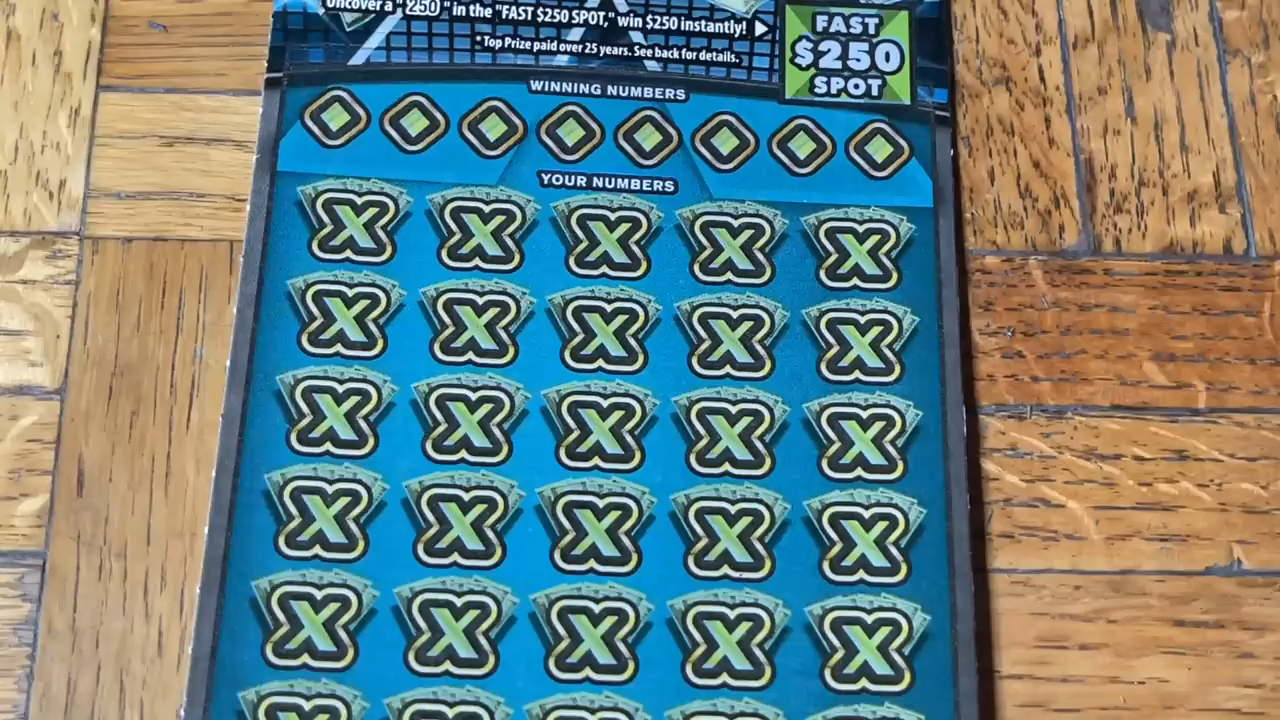 Uncover a "250" in the "FAST $250 SPOT," win $250 instantly!
*Top Prize paid over 25 years. See back for details.
FAST
$250
SPOT
WINNING NUMBERS
YOUR NUMBERS
X X X X X
X X X X X
X X X X X
X X X X X
X X X X X
X X X X X